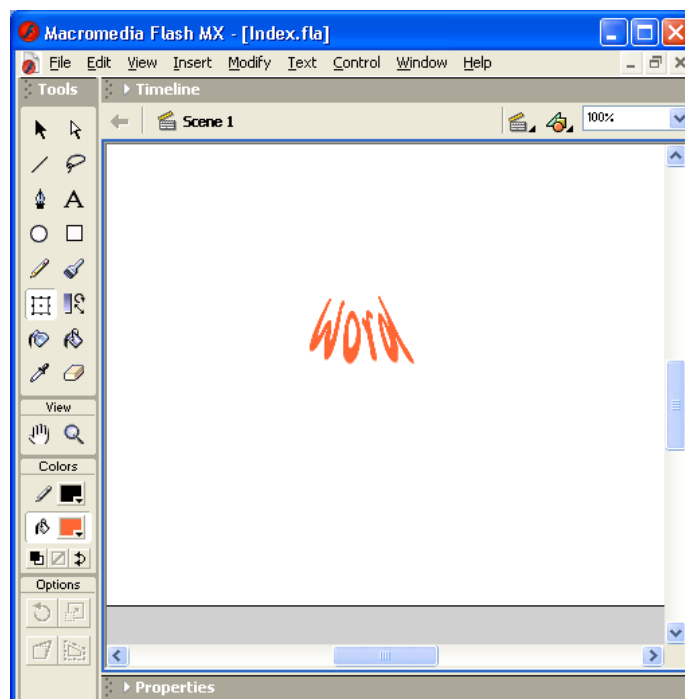 Macromedia Flash MX - [Index.fla]
File Edit View Insert Modify Text Control Window Help
Tools
Timeline
Scene 1
100%
A
Word
View
Colors
Options
Properties